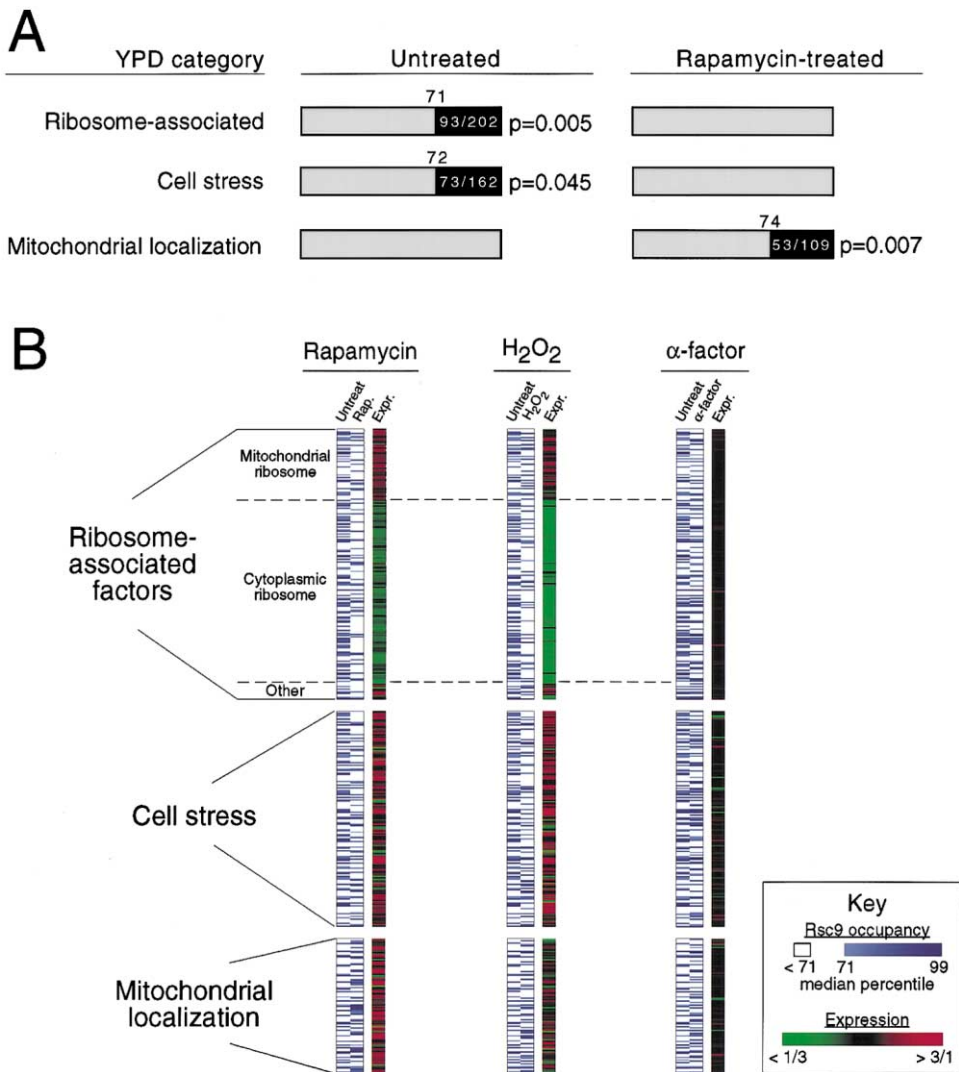 A
YPD category Untreated Rapamycin-treated
71
Ribosome-associated 93/202 p=0.005
72
Cell stress 73/162 p=0.045
74
Mitochondrial localization 53/109 p=0.007
B
Rapamycin H₂O₂ α-factor
Untreat Rap. Expr. Untreat H₂O₂ Expr. Untreat α-factor Expr.
Mitochondrial
ribosome
Ribosome-
associated
factors
Cytoplasmic
ribosome
Other
Cell stress
Mitochondrial
localization
Key
Rsc9 occupancy
< 71 71 99
median percentile
Expression
< 1/3 > 3/1